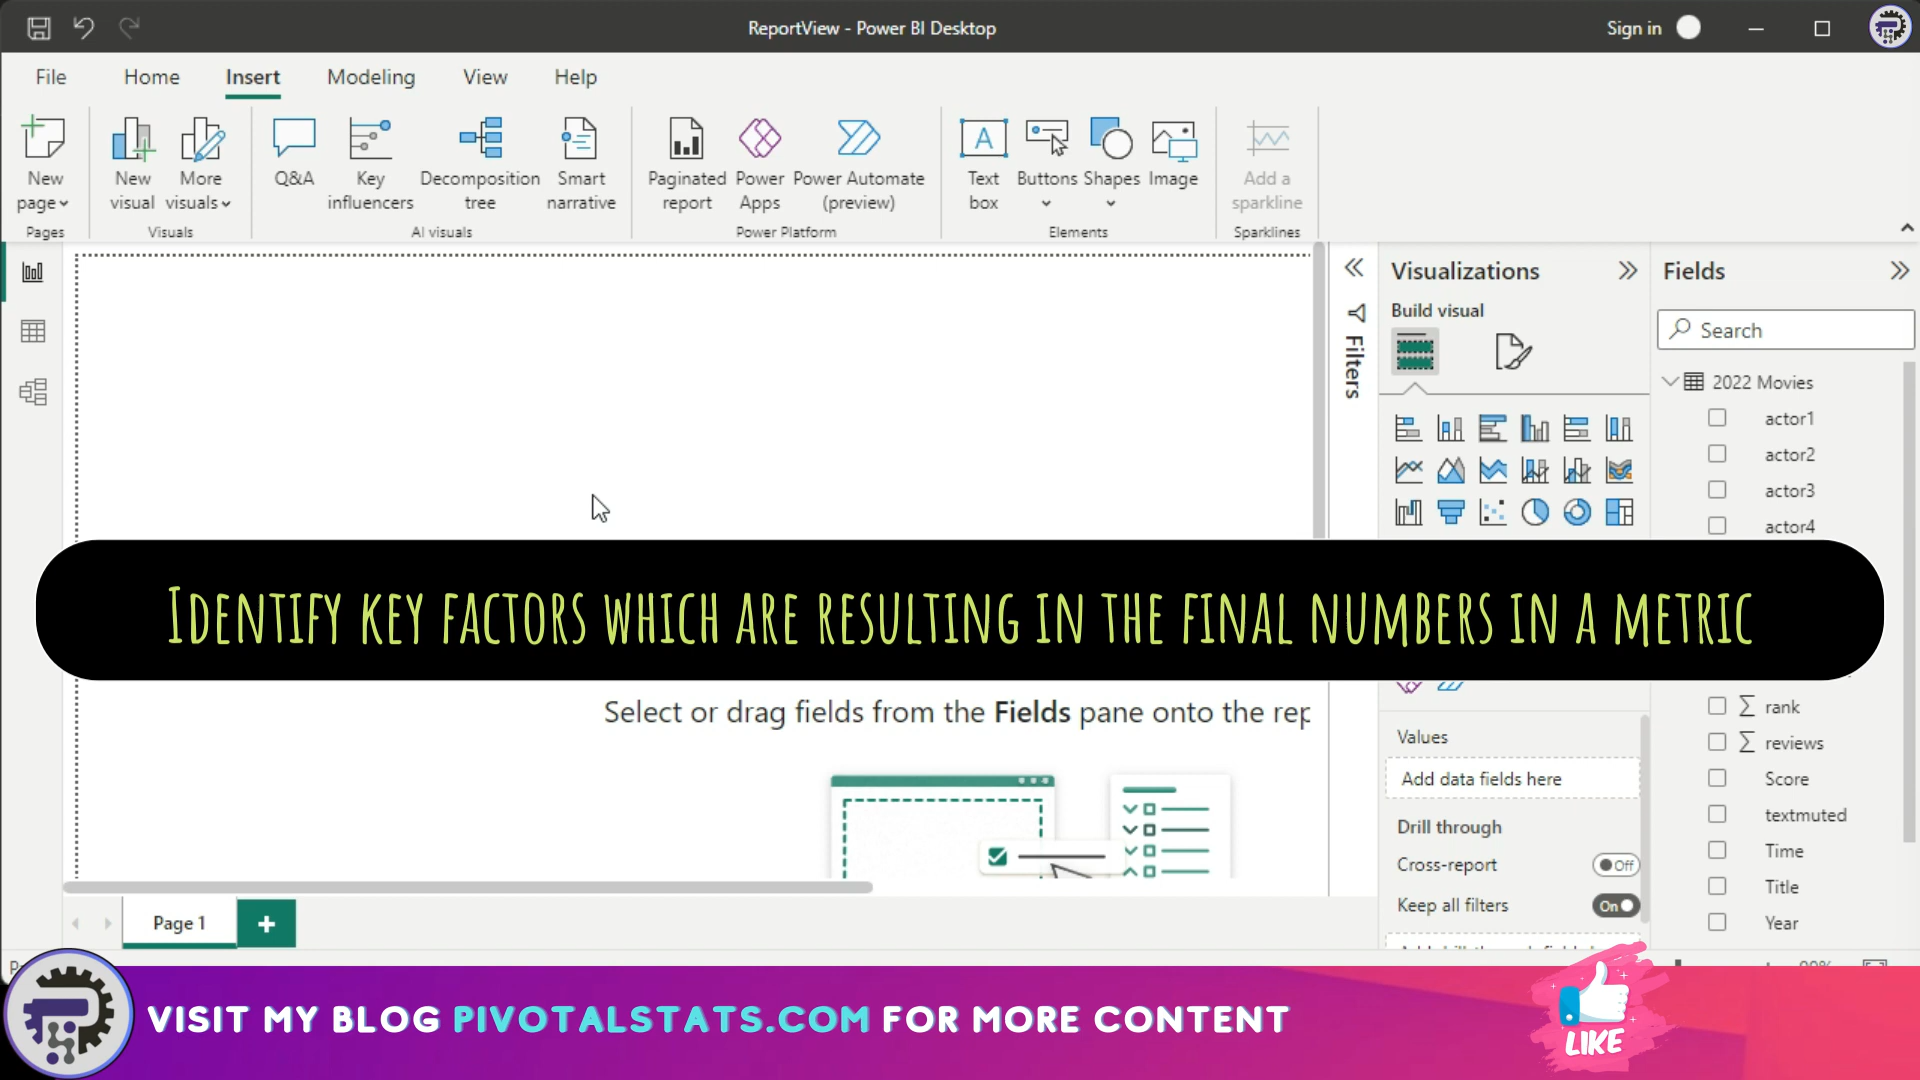 ReportView - Power BI Desktop
Sign in
File Home Insert Modeling View Help
New page
New visual
More visuals
Q&A
Key influencers
Decomposition tree
Smart narrative
Paginated report
Power Apps
Power Automate (preview)
Text box
Buttons
Shapes
Image
Add a sparkline
Pages
Visuals
AI visuals
Power Platform
Elements
Sparklines
Filters
Visualizations
Build visual
Fields
Search
2022 Movies
actor1
actor2
actor3
actor4
Identify key factors which are resulting in the final numbers in a metric
Select or drag fields from the Fields pane onto the rep
Values
Add data fields here
Drill through
Cross-report Off
Keep all filters On
rank
reviews
Score
textmuted
Time
Title
Year
Page 1
VISIT MY BLOG PIVOTALSTATS.COM FOR MORE CONTENT
LIKE